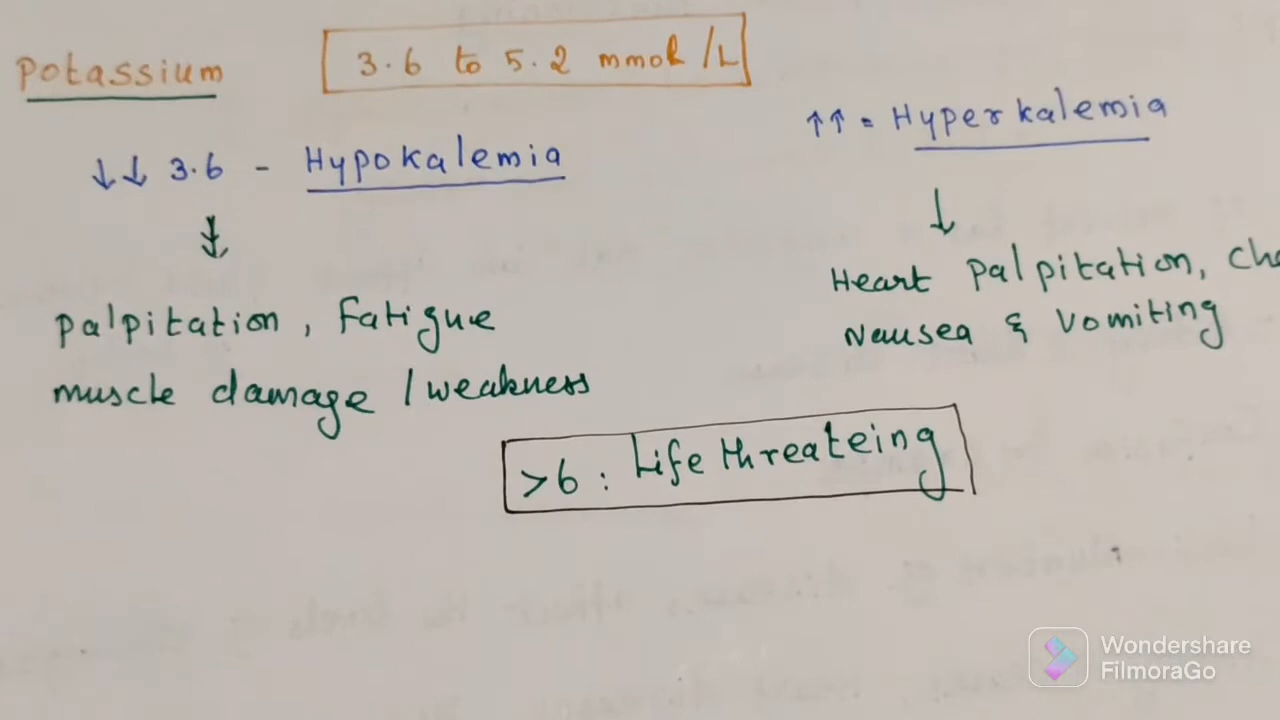 Potassium 3.6 to 5.2 mmol/L
↓↓ 3.6 - Hypokalemia
↑↑ = Hyperkalemia
Palpitation, Fatigue
muscle damage / weakness
Heart Palpitation,
Nausea & Vomiting
>6 : Life threateing
Wondershare
FilmoraGo